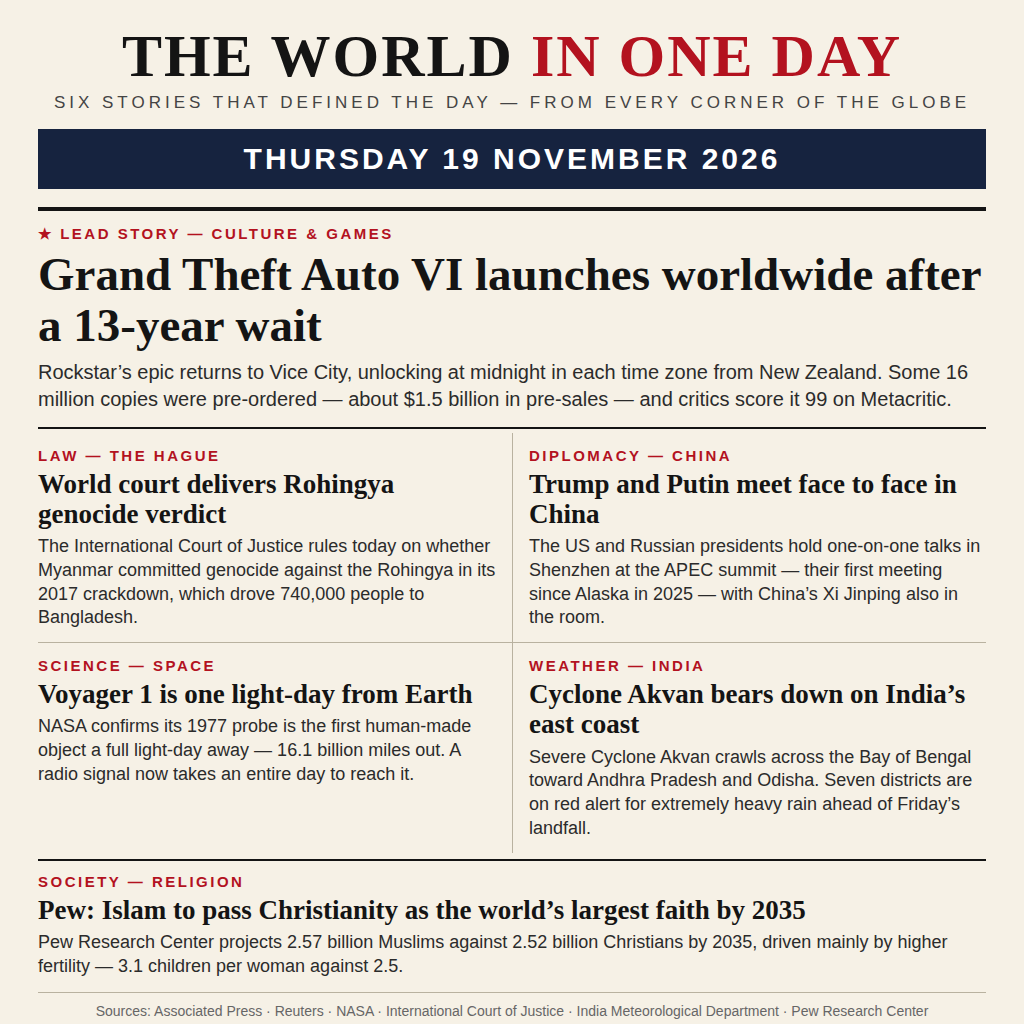 THE WORLD IN ONE DAY
SIX STORIES THAT DEFINED THE DAY — FROM EVERY CORNER OF THE GLOBE
THURSDAY 19 NOVEMBER 2026
★ LEAD STORY — CULTURE & GAMES
Grand Theft Auto VI launches worldwide after
a 13-year wait
Rockstar’s epic returns to Vice City, unlocking at midnight in each time zone from New Zealand. Some 16
million copies were pre-ordered — about $1.5 billion in pre-sales — and critics score it 99 on Metacritic.
LAW — THE HAGUE
World court delivers Rohingya
genocide verdict
The International Court of Justice rules today on whether
Myanmar committed genocide against the Rohingya in its
2017 crackdown, which drove 740,000 people to
Bangladesh.
DIPLOMACY — CHINA
Trump and Putin meet face to face in
China
The US and Russian presidents hold one-on-one talks in
Shenzhen at the APEC summit — their first meeting
since Alaska in 2025 — with China’s Xi Jinping also in
the room.
SCIENCE — SPACE
Voyager 1 is one light-day from Earth
NASA confirms its 1977 probe is the first human-made
object a full light-day away — 16.1 billion miles out. A
radio signal now takes an entire day to reach it.
WEATHER — INDIA
Cyclone Akvan bears down on India’s
east coast
Severe Cyclone Akvan crawls across the Bay of Bengal
toward Andhra Pradesh and Odisha. Seven districts are
on red alert for extremely heavy rain ahead of Friday’s
landfall.
SOCIETY — RELIGION
Pew: Islam to pass Christianity as the world’s largest faith by 2035
Pew Research Center projects 2.57 billion Muslims against 2.52 billion Christians by 2035, driven mainly by higher
fertility — 3.1 children per woman against 2.5.
Sources: Associated Press · Reuters · NASA · International Court of Justice · India Meteorological Department · Pew Research Center